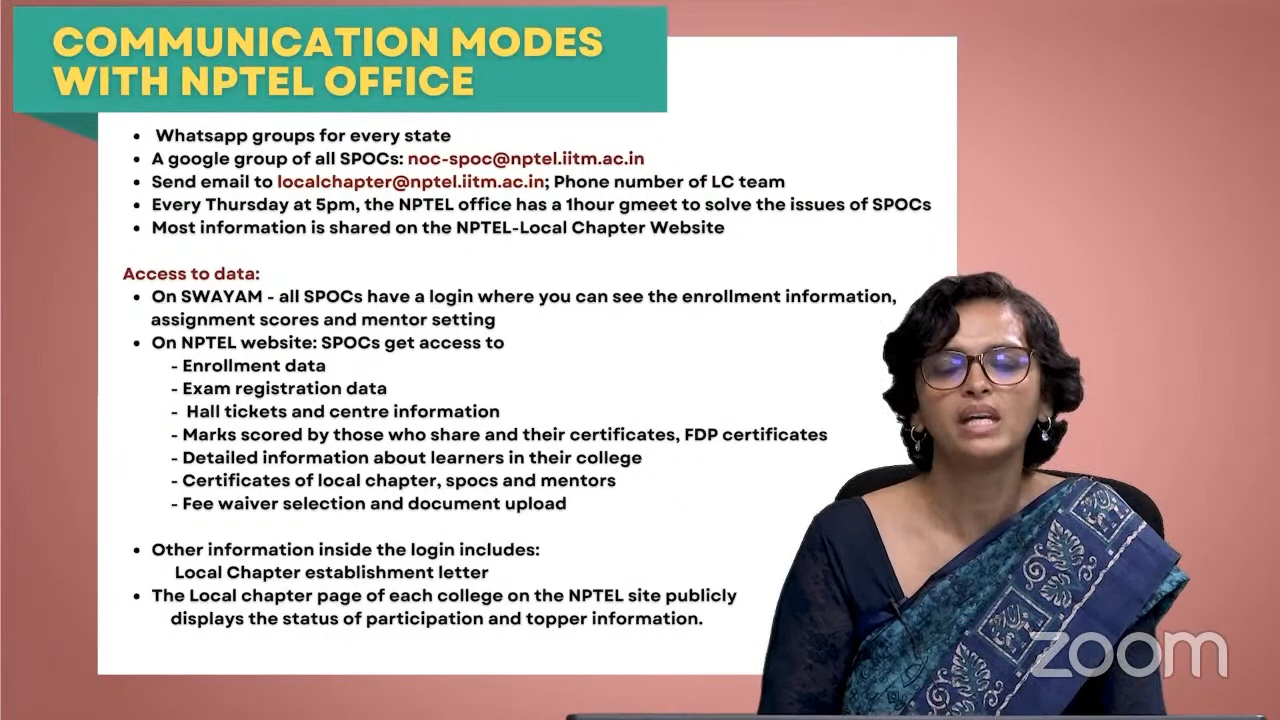 COMMUNICATION MODES
WITH NPTEL OFFICE
• Whatsapp groups for every state
• A google group of all SPOCs: noc-spoc@nptel.iitm.ac.in
• Send email to localchapter@nptel.iitm.ac.in; Phone number of LC team
• Every Thursday at 5pm, the NPTEL office has a 1hour gmeet to solve the issues of SPOCs
• Most information is shared on the NPTEL-Local Chapter Website
Access to data:
• On SWAYAM - all SPOCs have a login where you can see the enrollment information,
assignment scores and mentor setting
• On NPTEL website: SPOCs get access to
- Enrollment data
- Exam registration data
- Hall tickets and centre information
- Marks scored by those who share and their certificates, FDP certificates
- Detailed information about learners in their college
- Certificates of local chapter, spocs and mentors
- Fee waiver selection and document upload
• Other information inside the login includes:
Local Chapter establishment letter
• The Local chapter page of each college on the NPTEL site publicly
displays the status of participation and topper information.
zoom